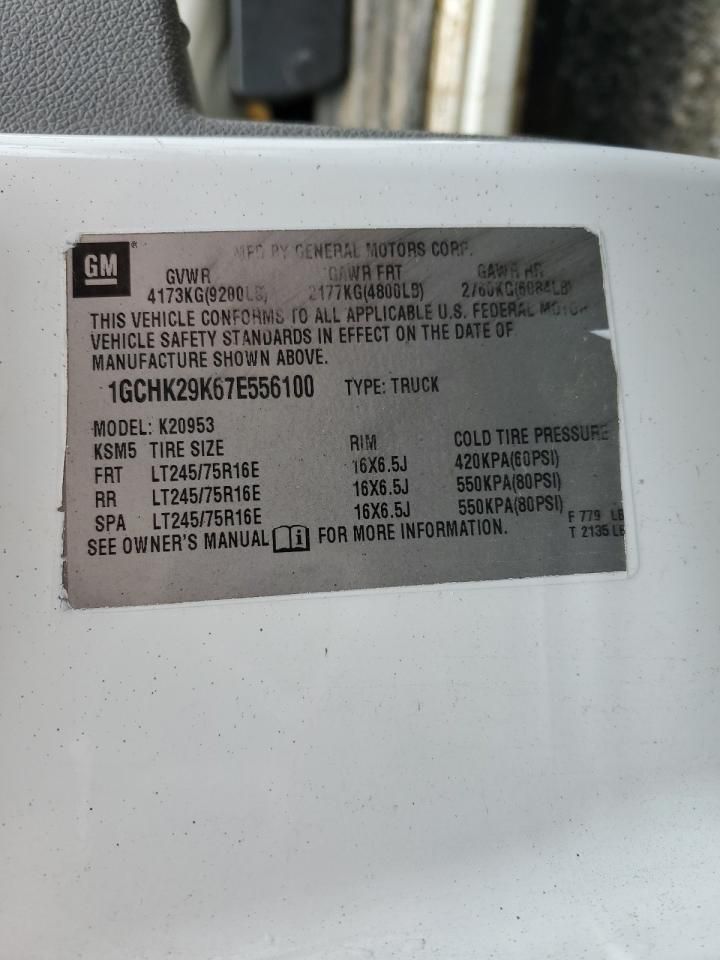 GM ®
MFD BY GENERAL MOTORS CORP.
GVWR GAWR FRT GAWR RR
4173KG(9200LB) 2177KG(4800LB) 2760KG(6084LB)
THIS VEHICLE CONFORMS TO ALL APPLICABLE U.S. FEDERAL MOTOR
VEHICLE SAFETY STANDARDS IN EFFECT ON THE DATE OF
MANUFACTURE SHOWN ABOVE.
1GCHK29K67E556100 TYPE: TRUCK
MODEL: K20953
KSM5 TIRE SIZE RIM COLD TIRE PRESSURE
FRT LT245/75R16E 16X6.5J 420KPA(60PSI)
RR LT245/75R16E 16X6.5J 550KPA(80PSI)
SPA LT245/75R16E 16X6.5J 550KPA(80PSI)
F 779 LB
SEE OWNER'S MANUAL i FOR MORE INFORMATION. T 2135 LB